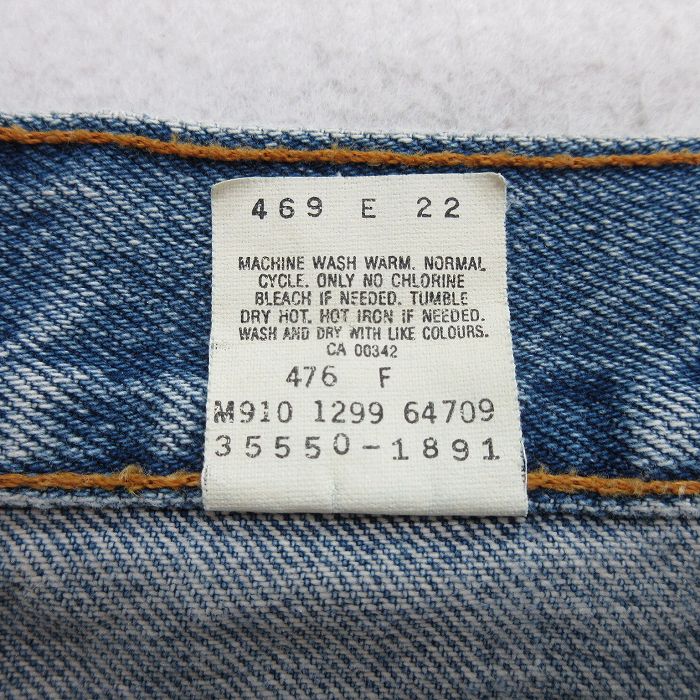 469 E 22
MACHINE WASH WARM. NORMAL
CYCLE. ONLY NO CHLORINE
BLEACH IF NEEDED. TUMBLE
DRY HOT. HOT IRON IF NEEDED.
WASH AND DRY WITH LIKE COLOURS.
CA 00342
476 F
M910 1299 64709
35550-1891